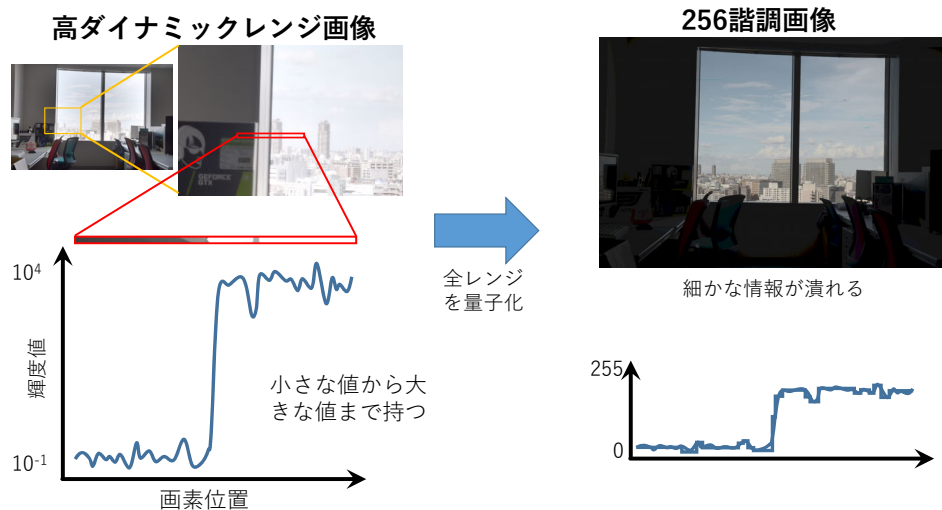 高ダイナミックレンジ画像
256諧調画像
GEFORCE
GTX
全レンジ
を量子化
細かな情報が潰れる
10⁴
輝度値
小さな値から大
きな値まで持つ
10⁻¹
画素位置
255
0